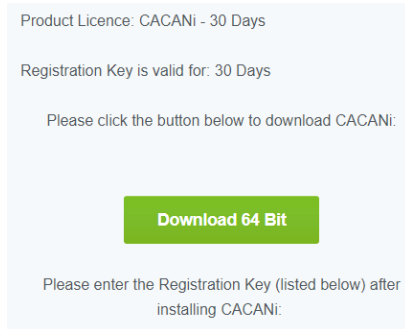 Product Licence: CACANi - 30 Days
Registration Key is valid for: 30 Days
Please click the button below to download CACANi:
Download 64 Bit
Please enter the Registration Key (listed below) after
installing CACANi: